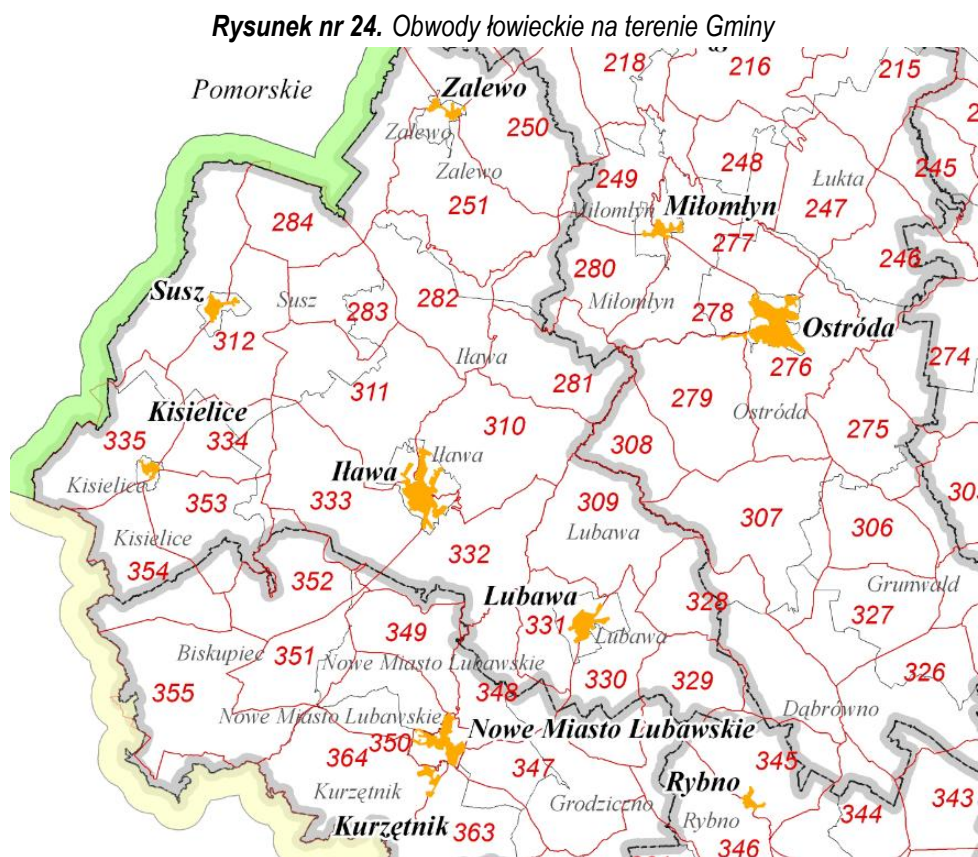 Rysunek nr 24. Obwody łowieckie na terenie Gminy
218
216
215
Pomorskie
Zalewo
250
Zalewo
Zalewo
251
249
248
245
Łukta
247
284
Miłomłyn
Miłomłyn
277
246
280
Susz
Susz
283
282
Miłomłyn
278
Ostróda
312
276
274
Iława
281
311
279
Ostróda
Kisielice
335
334
310
308
275
Iława
Iława
Kisielice
353
333
309
307
306
Kisielice
332
Lubawa
354
352
Grunwald
Lubawa
331
328
327
Lubawa
349
Biskupiec
351
Nowe Miasto Lubawskie
330
329
326
355
348
Dąbrówno
Nowe Miasto Lubawskie
Nowe Miasto Lubawskie
364
350
347
345
Kurzętnik
Grodziczno
Rybno
343
344
Kurzętnik
363
Rybno
346